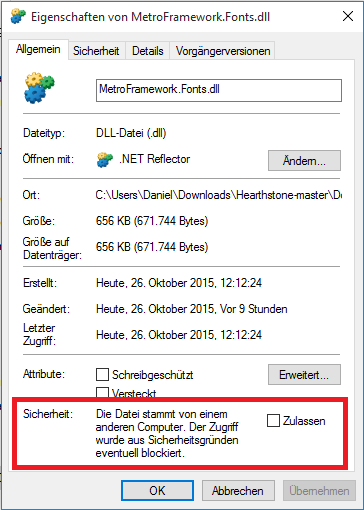 Eigenschaften von MetroFramework.Fonts.dll
Allgemein Sicherheit Details Vorgängerversionen
MetroFramework.Fonts.dll
Dateityp: DLL-Datei (.dll)
Öffnen mit: .NET Reflector Ändern...
Ort: C:\Users\Daniel\Downloads\Hearthstone-master\De
Größe: 656 KB (671.744 Bytes)
Größe auf Datenträger: 656 KB (671.744 Bytes)
Erstellt: Heute, 26. Oktober 2015, 12:12:24
Geändert: Heute, 26. Oktober 2015, Vor 9 Stunden
Letzter Zugriff: Heute, 26. Oktober 2015, 12:12:24
Attribute: Schreibgeschützt Erweitert...
Versteckt
Sicherheit: Die Datei stammt von einem
anderen Computer. Der Zugriff Zulassen
wurde aus Sicherheitsgründen
eventuell blockiert.
OK Abbrechen Übernehmen